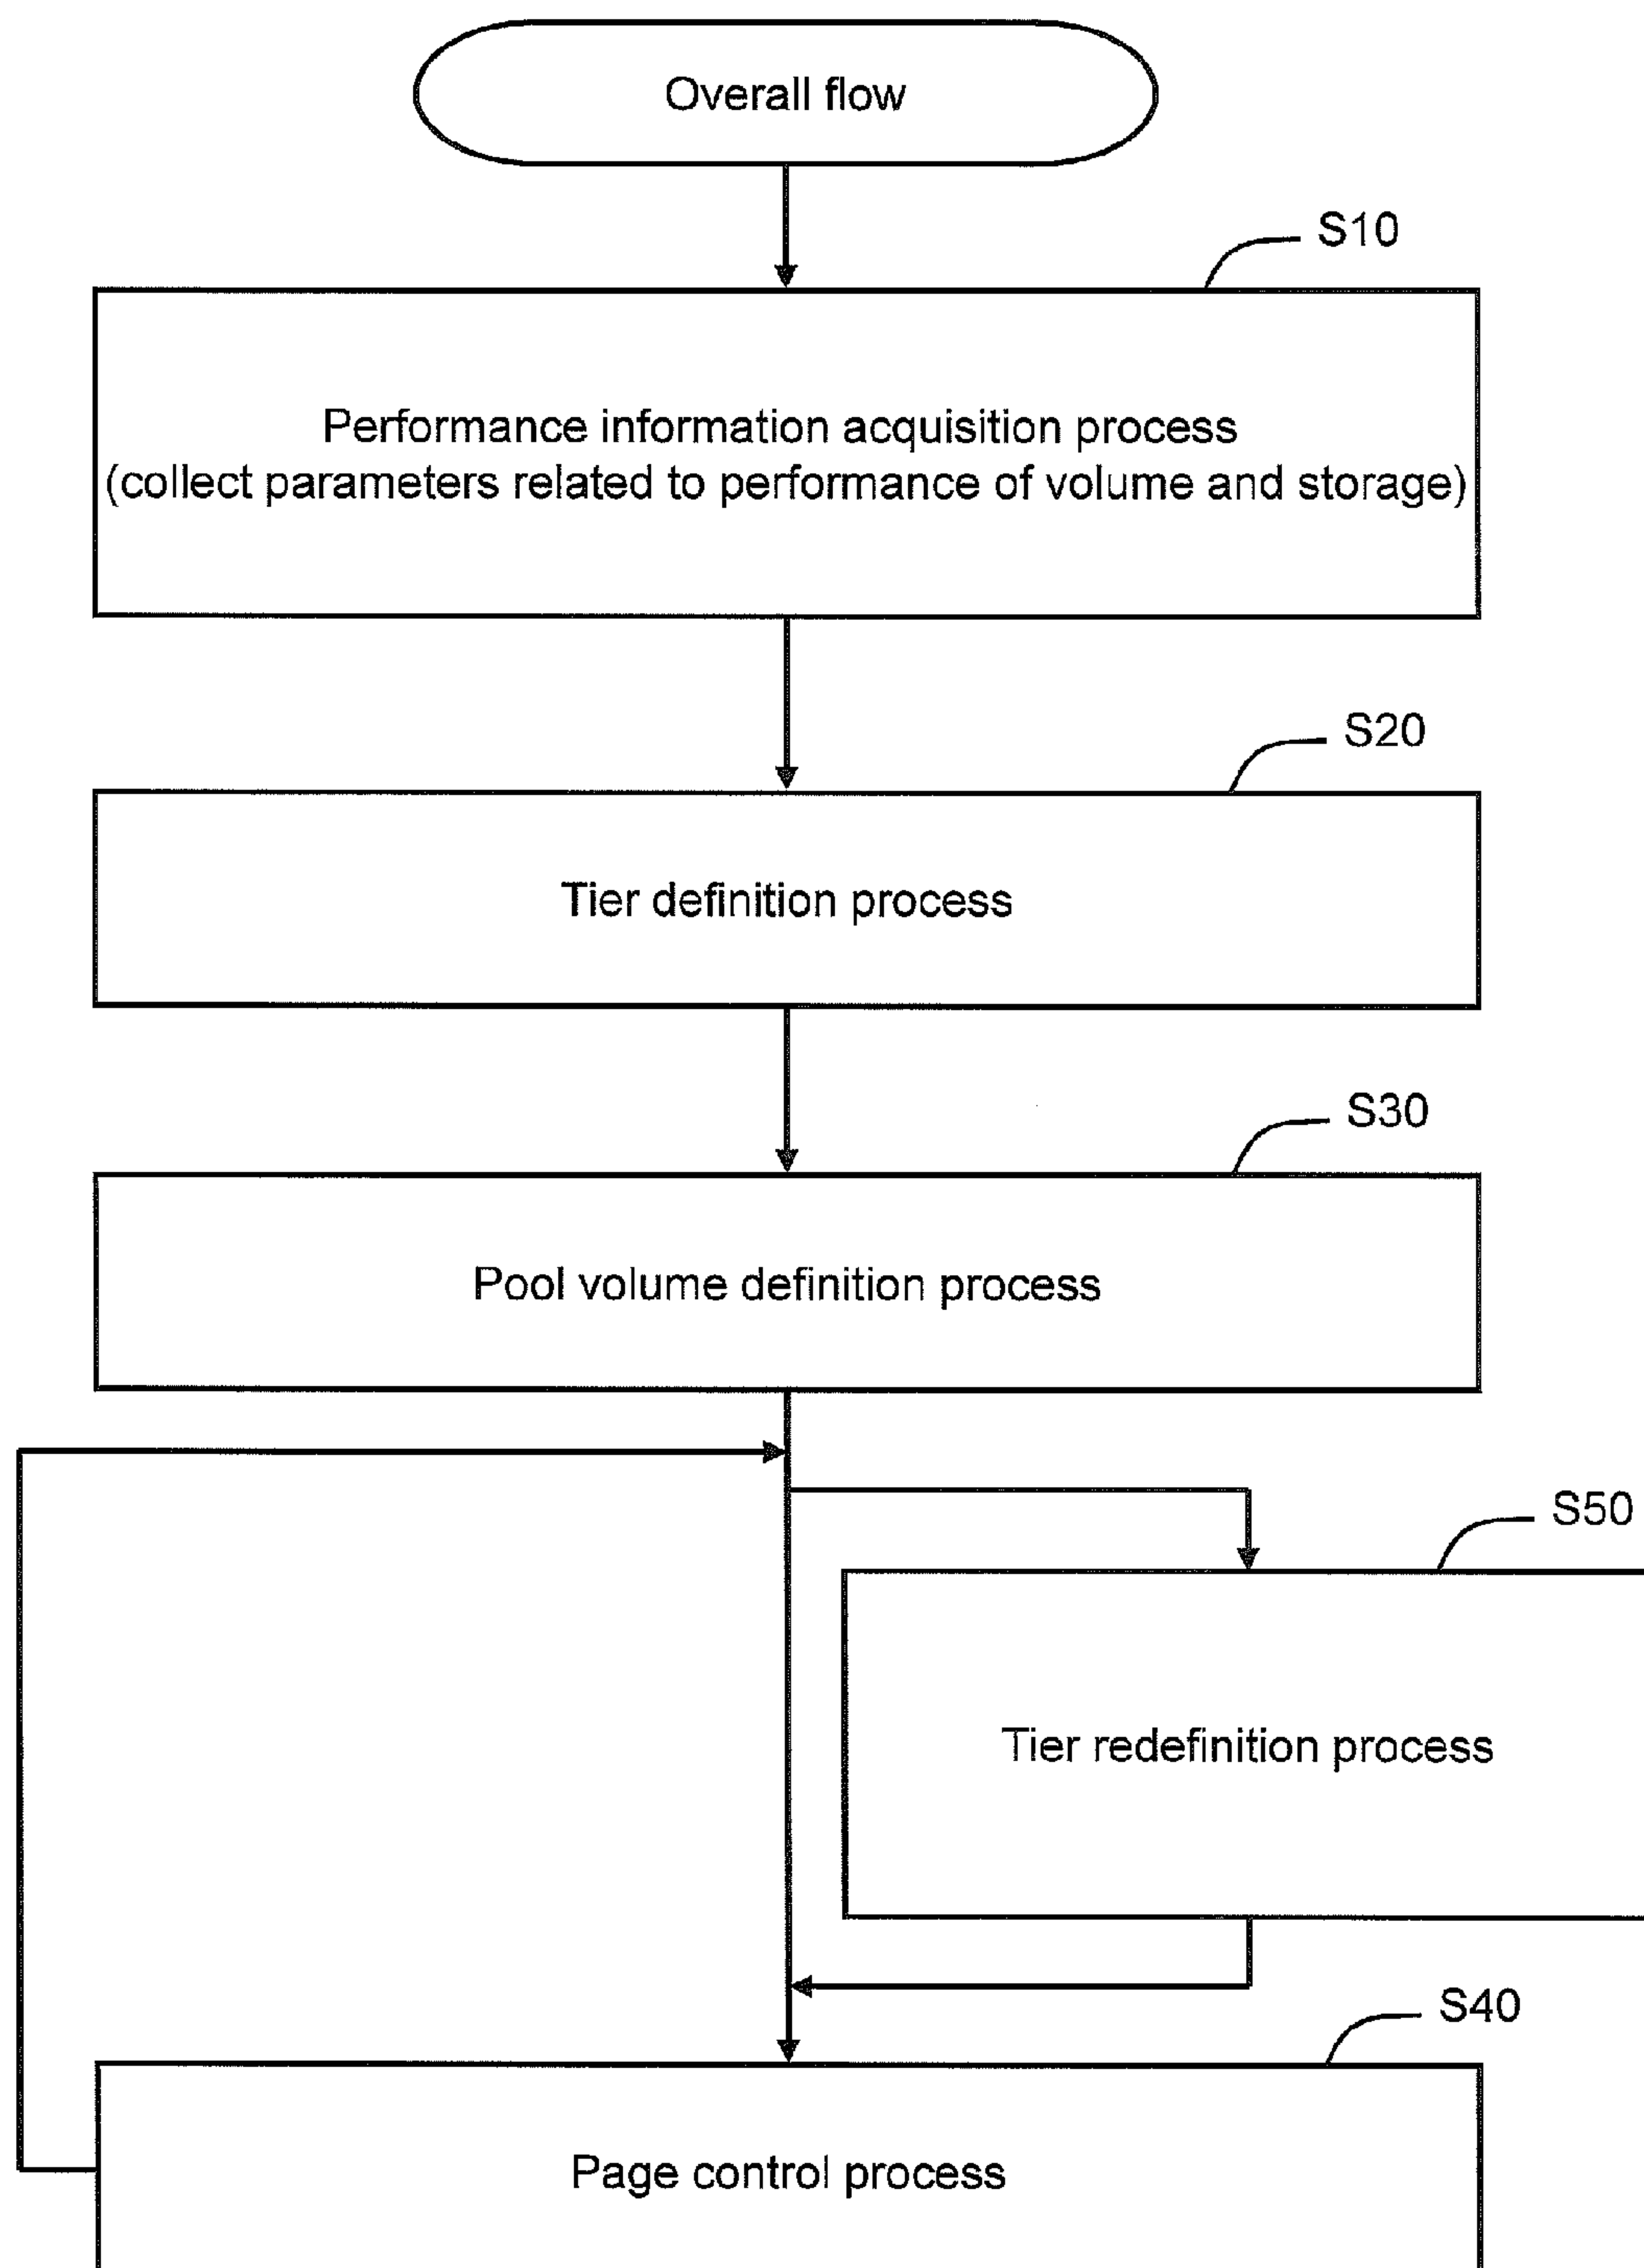 Overall flow
S10
Performance information acquisition process
(collect parameters related to performance of volume and storage)
S20
Tier definition process
S30
Pool volume definition process
S50
Tier redefinition process
S40
Page control process